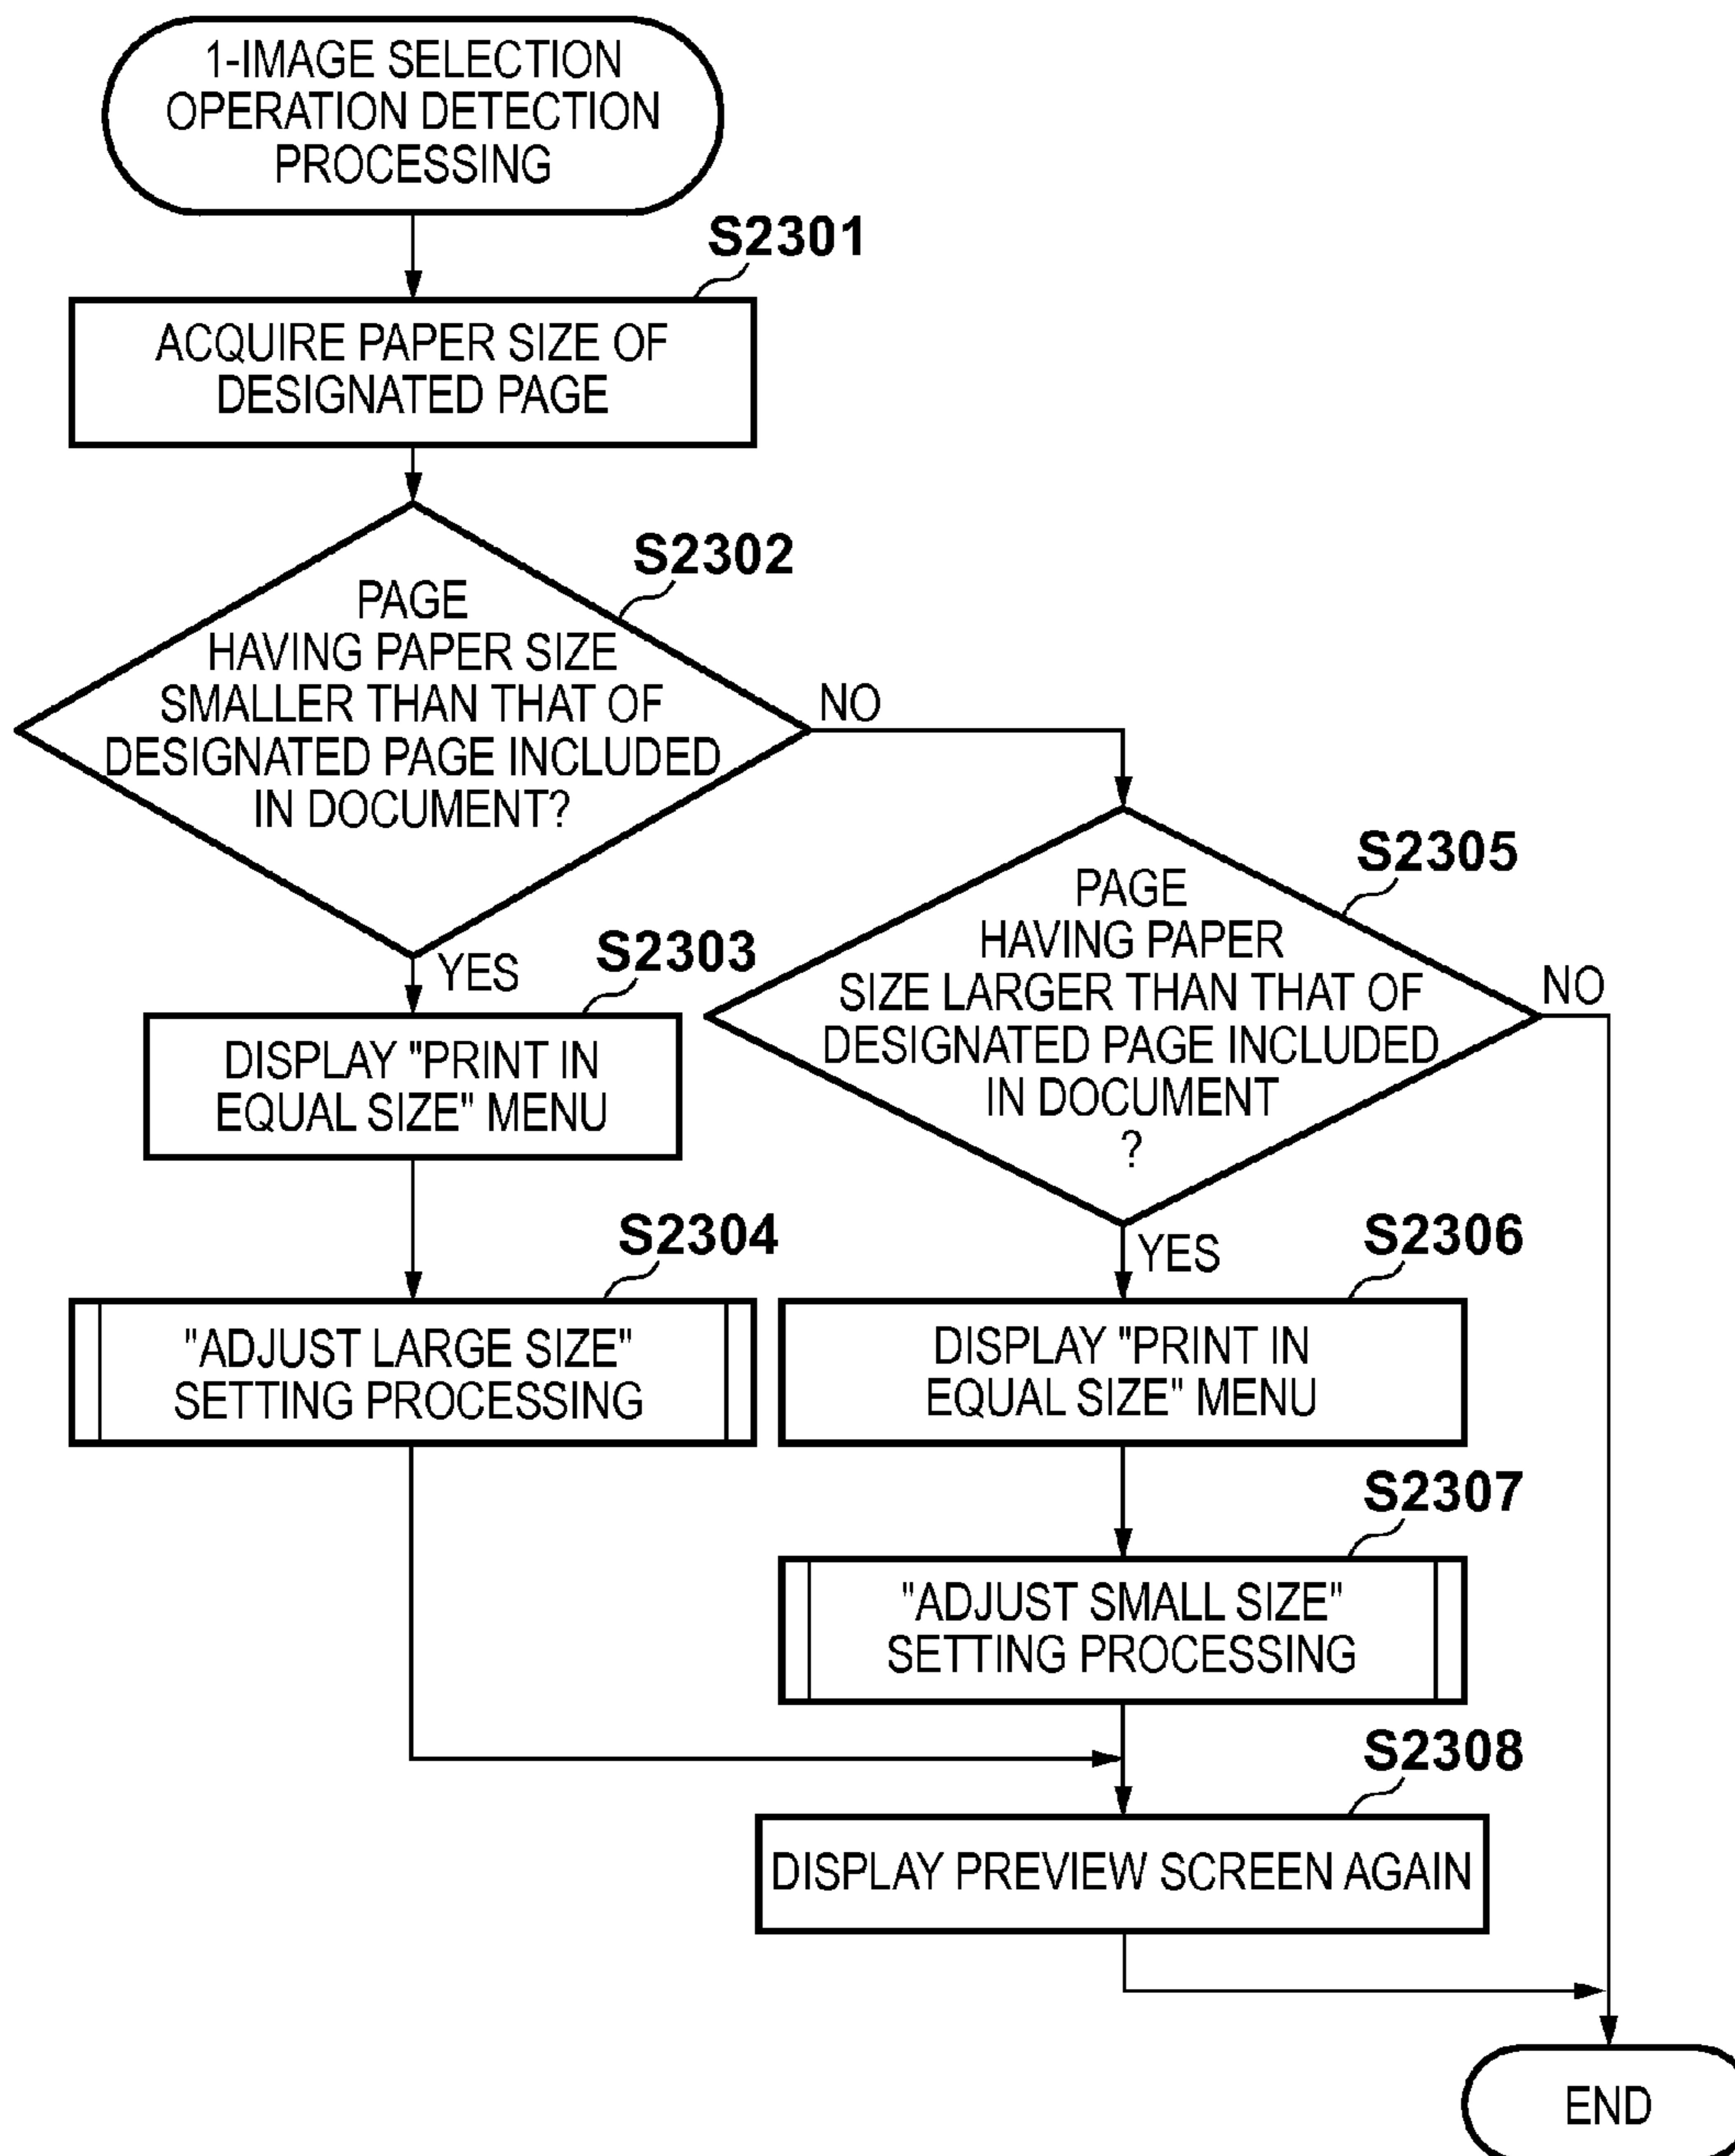 1-IMAGE SELECTION
OPERATION DETECTION
PROCESSING
S2301
ACQUIRE PAPER SIZE OF
DESIGNATED PAGE
S2302
PAGE
HAVING PAPER SIZE
SMALLER THAN THAT OF
DESIGNATED PAGE INCLUDED
IN DOCUMENT?
NO
YES
S2303
DISPLAY "PRINT IN
EQUAL SIZE" MENU
S2304
"ADJUST LARGE SIZE"
SETTING PROCESSING
S2305
PAGE
HAVING PAPER
SIZE LARGER THAN THAT OF
DESIGNATED PAGE INCLUDED
IN DOCUMENT
?
NO
YES
S2306
DISPLAY "PRINT IN
EQUAL SIZE" MENU
S2307
"ADJUST SMALL SIZE"
SETTING PROCESSING
S2308
DISPLAY PREVIEW SCREEN AGAIN
END